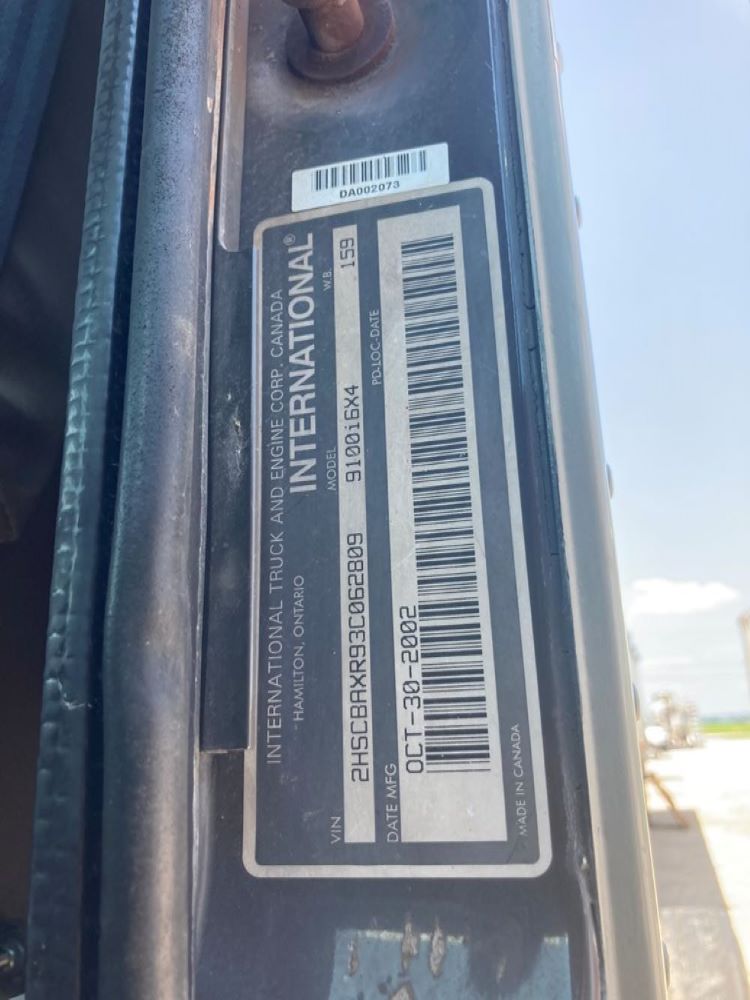 DA002073
INTERNATIONAL TRUCK AND ENGINE CORP. CANADA
HAMILTON, ONTARIO
INTERNATIONAL®
VIN MODEL W.B.
2HSCBAXR93C062809 9100i6X4 159
DATE MFG PD-LOC-DATE
OCT-30-2002
MADE IN CANADA